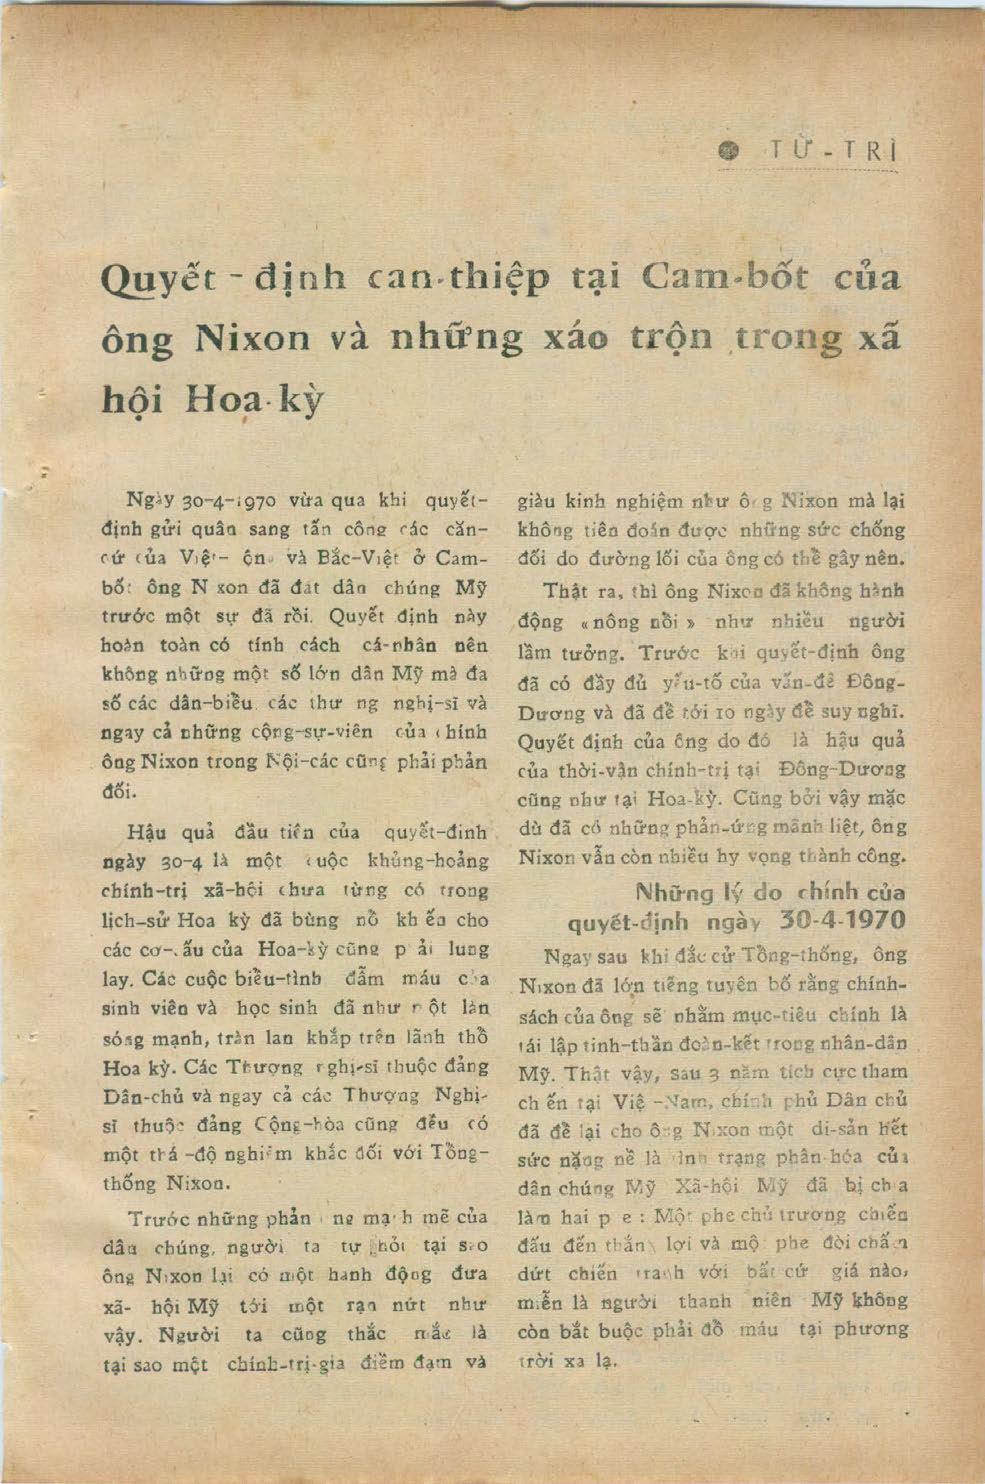 ● TỪ-TRÌ
Quyết-định can-thiệp tại Cam-bốt của
ông Nixon và những xáo trộn trong xã
hội Hoa-kỳ
Ngày 30-4-1970 vừa qua khi quyết-
định gửi quân sang tấn công các căn-
cứ của Việt- và Bắc-Việt ở Cam-
bốt ông Nixon đã đặt dân chúng Mỹ
trước một sự đã rồi. Quyết định này
hoàn toàn có tính cách cá-nhân nên
không những một số lớn dân Mỹ mà đa
số các dân-biểu các thượng nghị-sĩ và
ngay cả những cộng-sự-viên của chính
ông Nixon trong Nội-các cũng phải phản
đối.
Hậu quả đầu tiên của quyết-định
ngày 30-4 là một cuộc khủng-hoảng
chính-trị xã-hội chưa từng có trong
lịch-sử Hoa kỳ đã bùng nổ khiến cho
các cơ-cấu của Hoa-kỳ cũng phải lung
lay. Các cuộc biểu-tình đẫm máu của
sinh viên và học sinh đã như một làn
sóng mạnh, tràn lan khắp trên lãnh thổ
Hoa kỳ. Các Thượng nghị-sĩ thuộc đảng
Dân-chủ và ngay cả các Thượng Nghị-
sĩ thuộc đảng Cộng-hòa cũng đều có
một thái-độ nghiêm khắc đối với Tổng-
thống Nixon.
Trước những phản ứng mạnh mẽ của
dân chúng, người ta tự hỏi tại sao
ông Nixon lại có một hành động đưa
xã- hội Mỹ tới một rạn nứt như
vậy. Người ta cũng thắc mắc là
tại sao một chính-trị-gia điềm đạm và
giàu kinh nghiệm như ông Nixon mà lại
không tiên đoán được những sức chống
đối do đường lối của ông có thể gây nên.
Thật ra, thì ông Nixon đã không hành
động «nông nổi» như nhiều người
lầm tưởng. Trước khi quyết-định ông
đã có đầy đủ yếu-tố của vấn-đề Đông-
Dương và đã để tới 10 ngày để suy nghĩ.
Quyết định của ông do đó là hậu quả
của thời-vận chính-trị tại Đông-Dương
cũng như tại Hoa-kỳ. Cũng bởi vậy mặc
dù đã có những phản-ứng mãnh liệt, ông
Nixon vẫn còn nhiều hy vọng thành công.
Những lý do chính của
quyết-định ngày 30-4-1970
Ngay sau khi đắc cử Tổng-thống, ông
Nixon đã lớn tiếng tuyên bố rằng chính-
sách của ông sẽ nhằm mục-tiêu chính là
tái lập tinh-thần đoàn-kết trong nhân-dân
Mỹ. Thật vậy, sau 3 năm tích cực tham
chiến tại Việt-Nam, chính phủ Dân chủ
đã để lại cho ông Nixon một di-sản hết
sức nặng nề là tình trạng phân-hóa của
dân chúng Mỹ Xã-hội Mỹ đã bị chia
làm hai phe : Một phe chủ trương chiến
đấu đến thắng lợi và một phe đòi chấm
dứt chiến tranh với bất cứ giá nào,
miễn là người thanh niên Mỹ không
còn bắt buộc phải đổ máu tại phương
trời xa lạ.